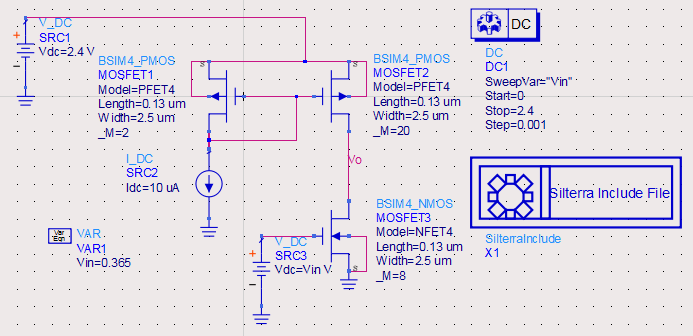 V_DC
SRC1
Vdc=2.4 V
BSIM4_PMOS
MOSFET1
Model=PFET4
Length=0.13 um
Width=2.5 um
_M=2
BSIM4_PMOS
MOSFET2
Model=PFET4
Length=0.13 um
Width=2.5 um
_M=20
DC
DC
DC1
SweepVar="Vin"
Start=0
Stop=2.4
Step=0.001
I_DC
SRC2
Idc=10 uA
Vo
Silterra Include File
SilterraInclude
X1
BSIM4_NMOS
MOSFET3
Model=NFET4
Length=0.13 um
Width=2.5 um
_M=8
V_DC
SRC3
Vdc=Vin V
Var
Eqn
VAR
VAR1
Vin=0.365
S
S
S